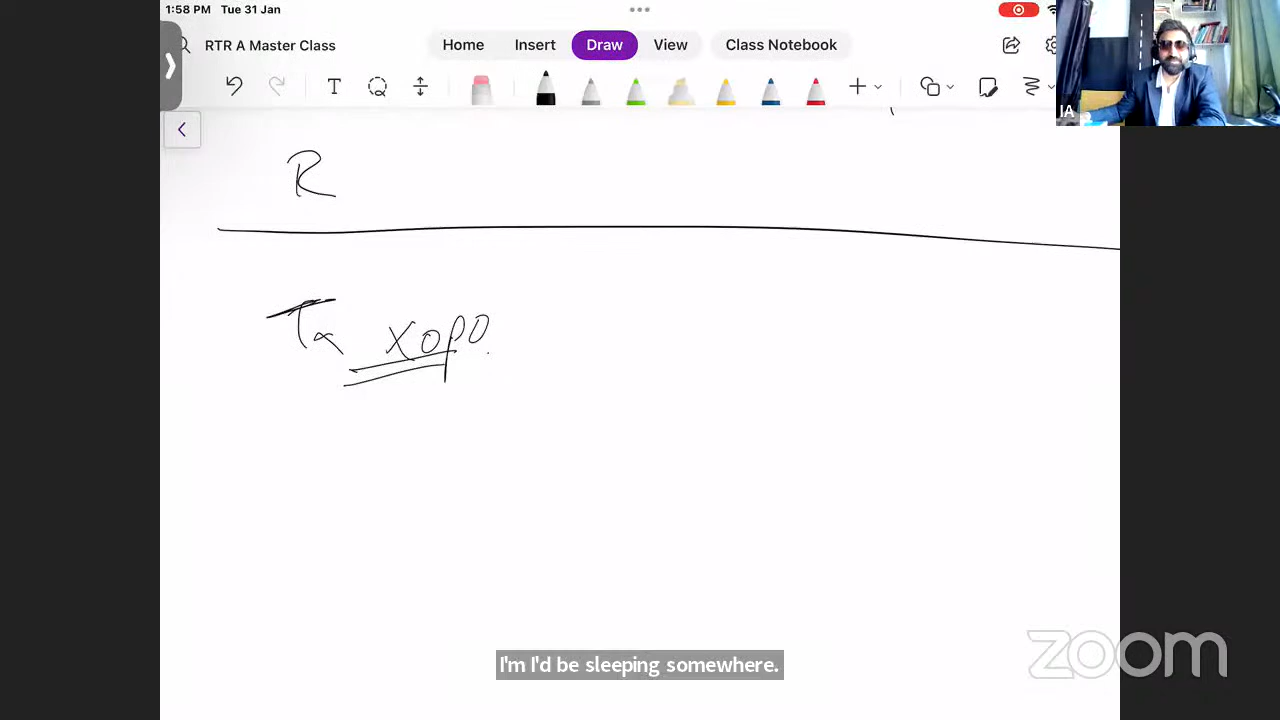 1:58 PM Tue 31 Jan
RTR A Master Class
Home Insert Draw View Class Notebook
T
IA
R
Tx XOPO
I'm I'd be sleeping somewhere.
zoom